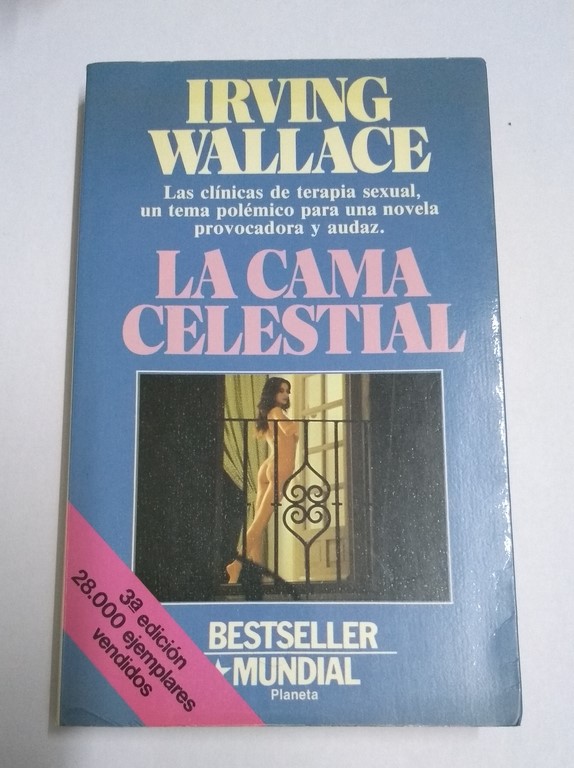 IRVING
WALLACE
Las clínicas de terapia sexual,
un tema polémico para una novela
provocadora y audaz.
LA CAMA
CELESTIAL
3ª edición
28.000 ejemplares
vendidos
BESTSELLER
MUNDIAL
Planeta